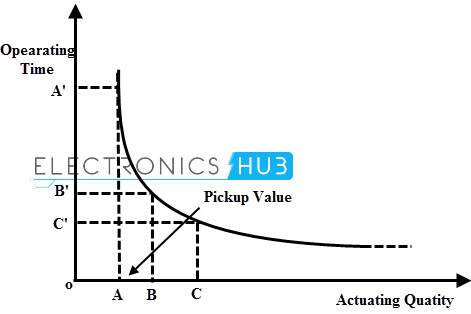 Opearating
Time
A'
ELECTRONICS HUB
B'
Pickup Value
C'
o
A B C Actuating Quatity